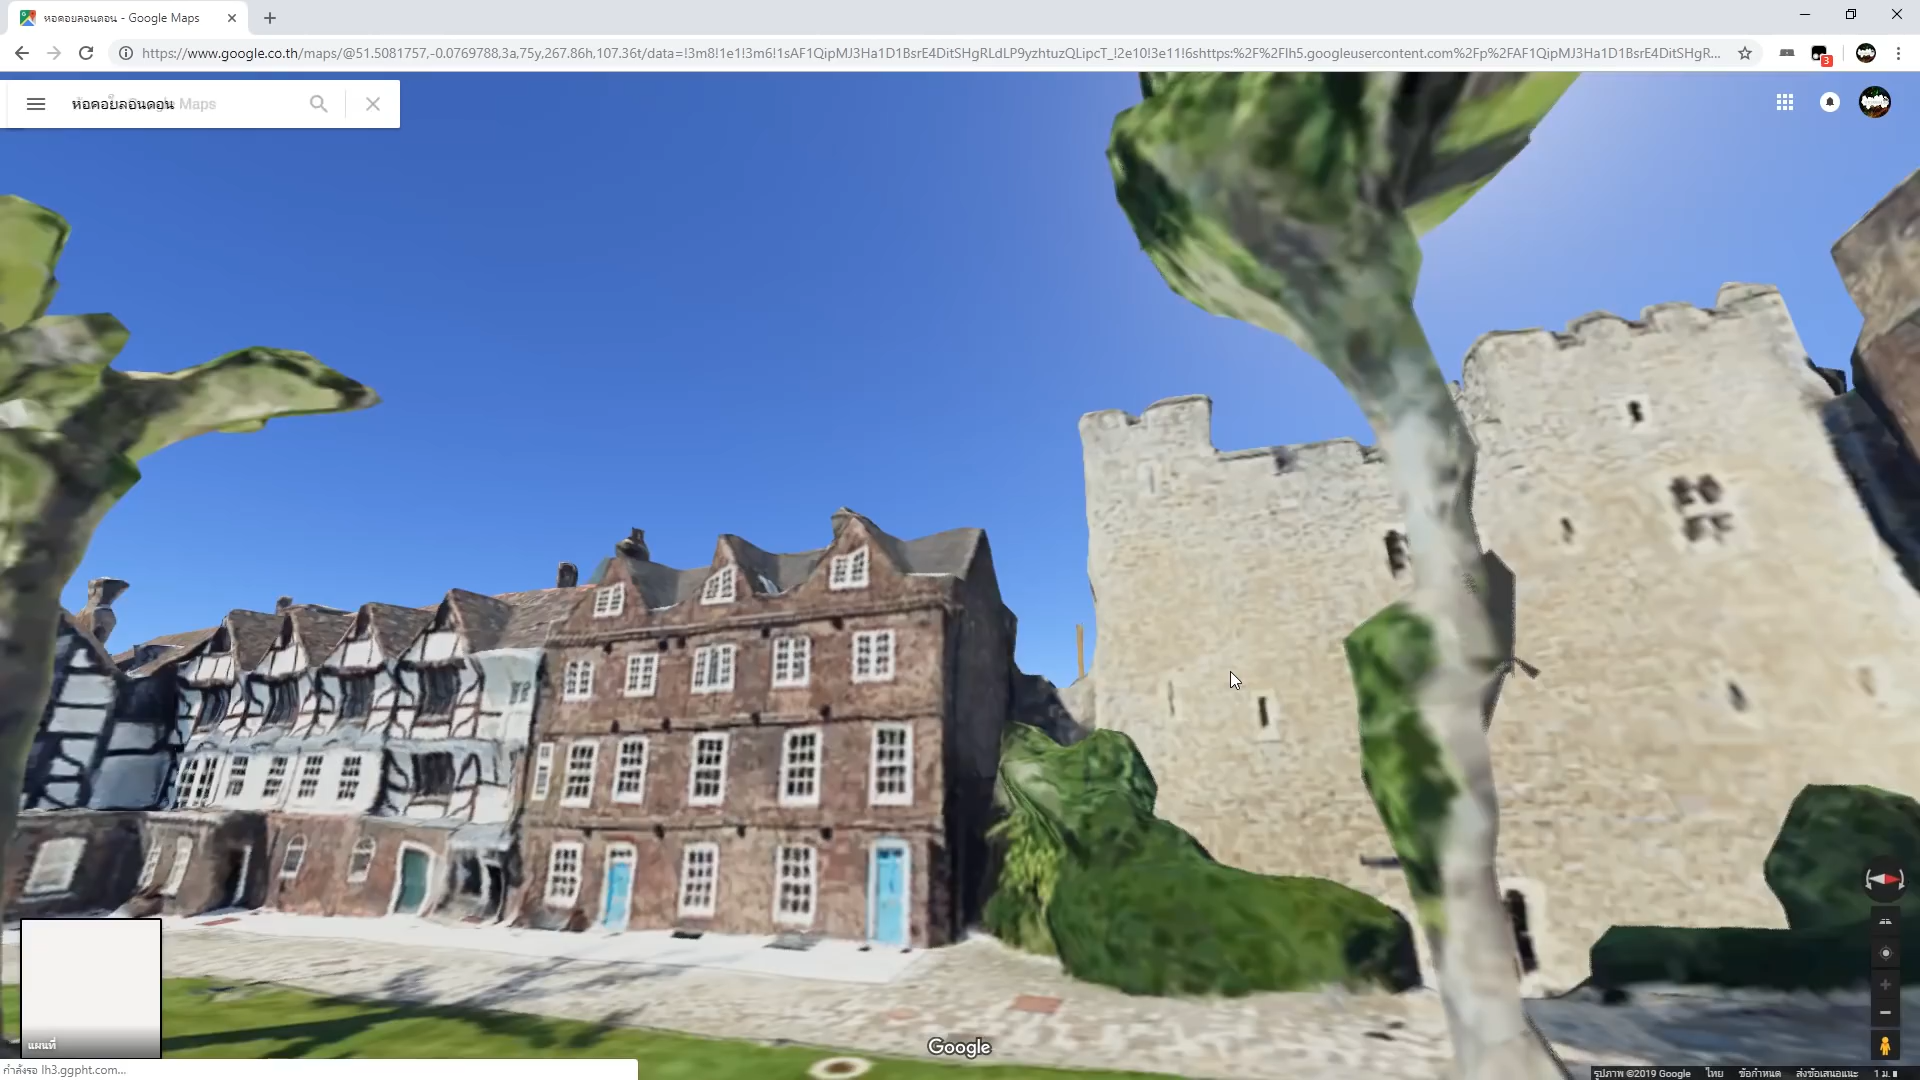 หอคอยลอนดอน - Google Maps
https://www.google.co.th/maps/@51.5081757,-0.0769788,3a,75y,267.86h,107.36t/data=!3m8!1e1!3m6!1sAF1QipMJ3Ha1D1BsrE4DitSHgRLdLP9yzhtuzQLipcT_!2e10!3e11!6shttps:%2F%2Flh5.googleusercontent.com%2Fp%2FAF1QipMJ3Ha1D1BsrE4DitSHgR...
3
หอคอยลอนดอน Maps
แผนที่
Google
กำลังรอ lh3.ggpht.com...
รูปภาพ ©2019 Google ไทย ข้อกำหนด ส่งข้อเสนอแนะ 1 ม.